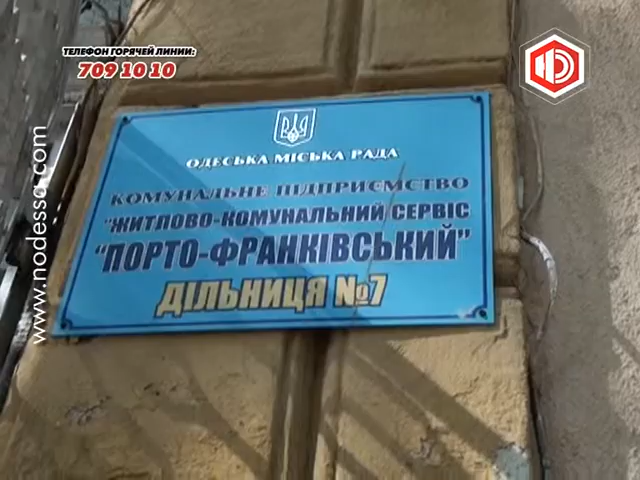 ТЕЛЕФОН ГОРЯЧЕЙ ЛИНИИ:
709 10 10
ОДЕСЬКА МІСЬКА РАДА
КОМУНАЛЬНЕ ПІДПРИЄМСТВО
"ЖИТЛОВО-КОМУНАЛЬНИЙ СЕРВІС
"ПОРТО-ФРАНКІВСЬКИЙ"
ДІЛЬНИЦЯ №7
www.nodessa.com